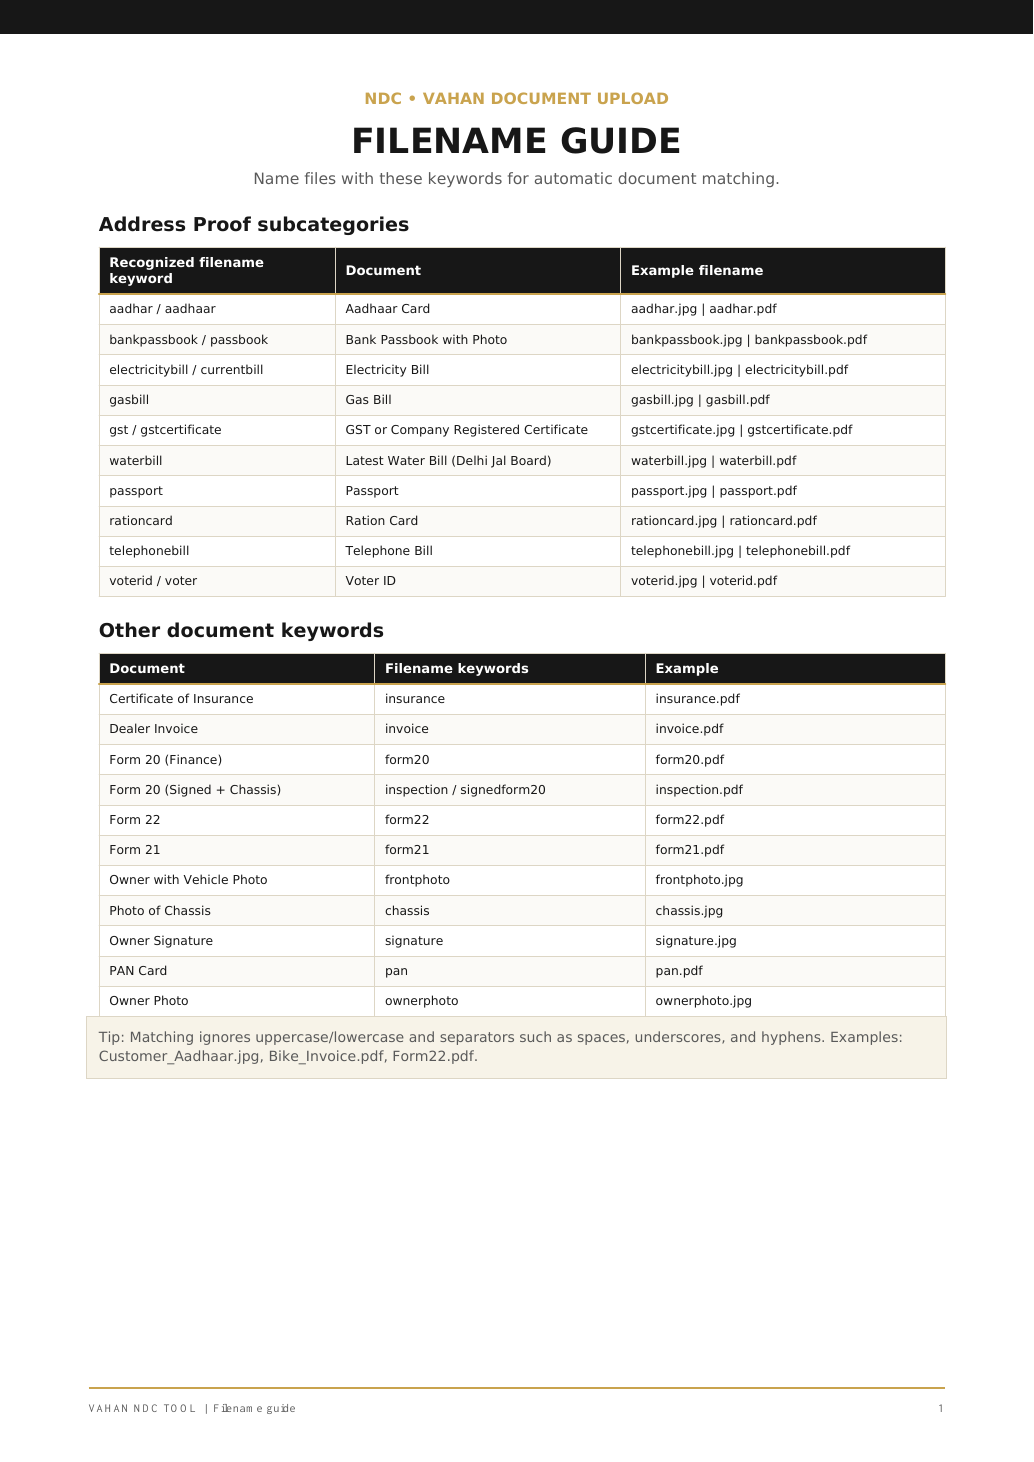 NDC • VAHAN DOCUMENT UPLOAD
FILENAME GUIDE
Name files with these keywords for automatic document matching.
Address Proof subcategories
Recognized filename keyword | Document | Example filename
aadhar / aadhaar | Aadhaar Card | aadhar.jpg | aadhar.pdf
bankpassbook / passbook | Bank Passbook with Photo | bankpassbook.jpg | bankpassbook.pdf
electricitybill / currentbill | Electricity Bill | electricitybill.jpg | electricitybill.pdf
gasbill | Gas Bill | gasbill.jpg | gasbill.pdf
gst / gstcertificate | GST or Company Registered Certificate | gstcertificate.jpg | gstcertificate.pdf
waterbill | Latest Water Bill (Delhi Jal Board) | waterbill.jpg | waterbill.pdf
passport | Passport | passport.jpg | passport.pdf
rationcard | Ration Card | rationcard.jpg | rationcard.pdf
telephonebill | Telephone Bill | telephonebill.jpg | telephonebill.pdf
voterid / voter | Voter ID | voterid.jpg | voterid.pdf
Other document keywords
Document | Filename keywords | Example
Certificate of Insurance | insurance | insurance.pdf
Dealer Invoice | invoice | invoice.pdf
Form 20 (Finance) | form20 | form20.pdf
Form 20 (Signed + Chassis) | inspection / signedform20 | inspection.pdf
Form 22 | form22 | form22.pdf
Form 21 | form21 | form21.pdf
Owner with Vehicle Photo | frontphoto | frontphoto.jpg
Photo of Chassis | chassis | chassis.jpg
Owner Signature | signature | signature.jpg
PAN Card | pan | pan.pdf
Owner Photo | ownerphoto | ownerphoto.jpg
Tip: Matching ignores uppercase/lowercase and separators such as spaces, underscores, and hyphens. Examples:
Customer_Aadhaar.jpg, Bike_Invoice.pdf, Form22.pdf.
VAHAN NDC TOOL | Filename guide
1